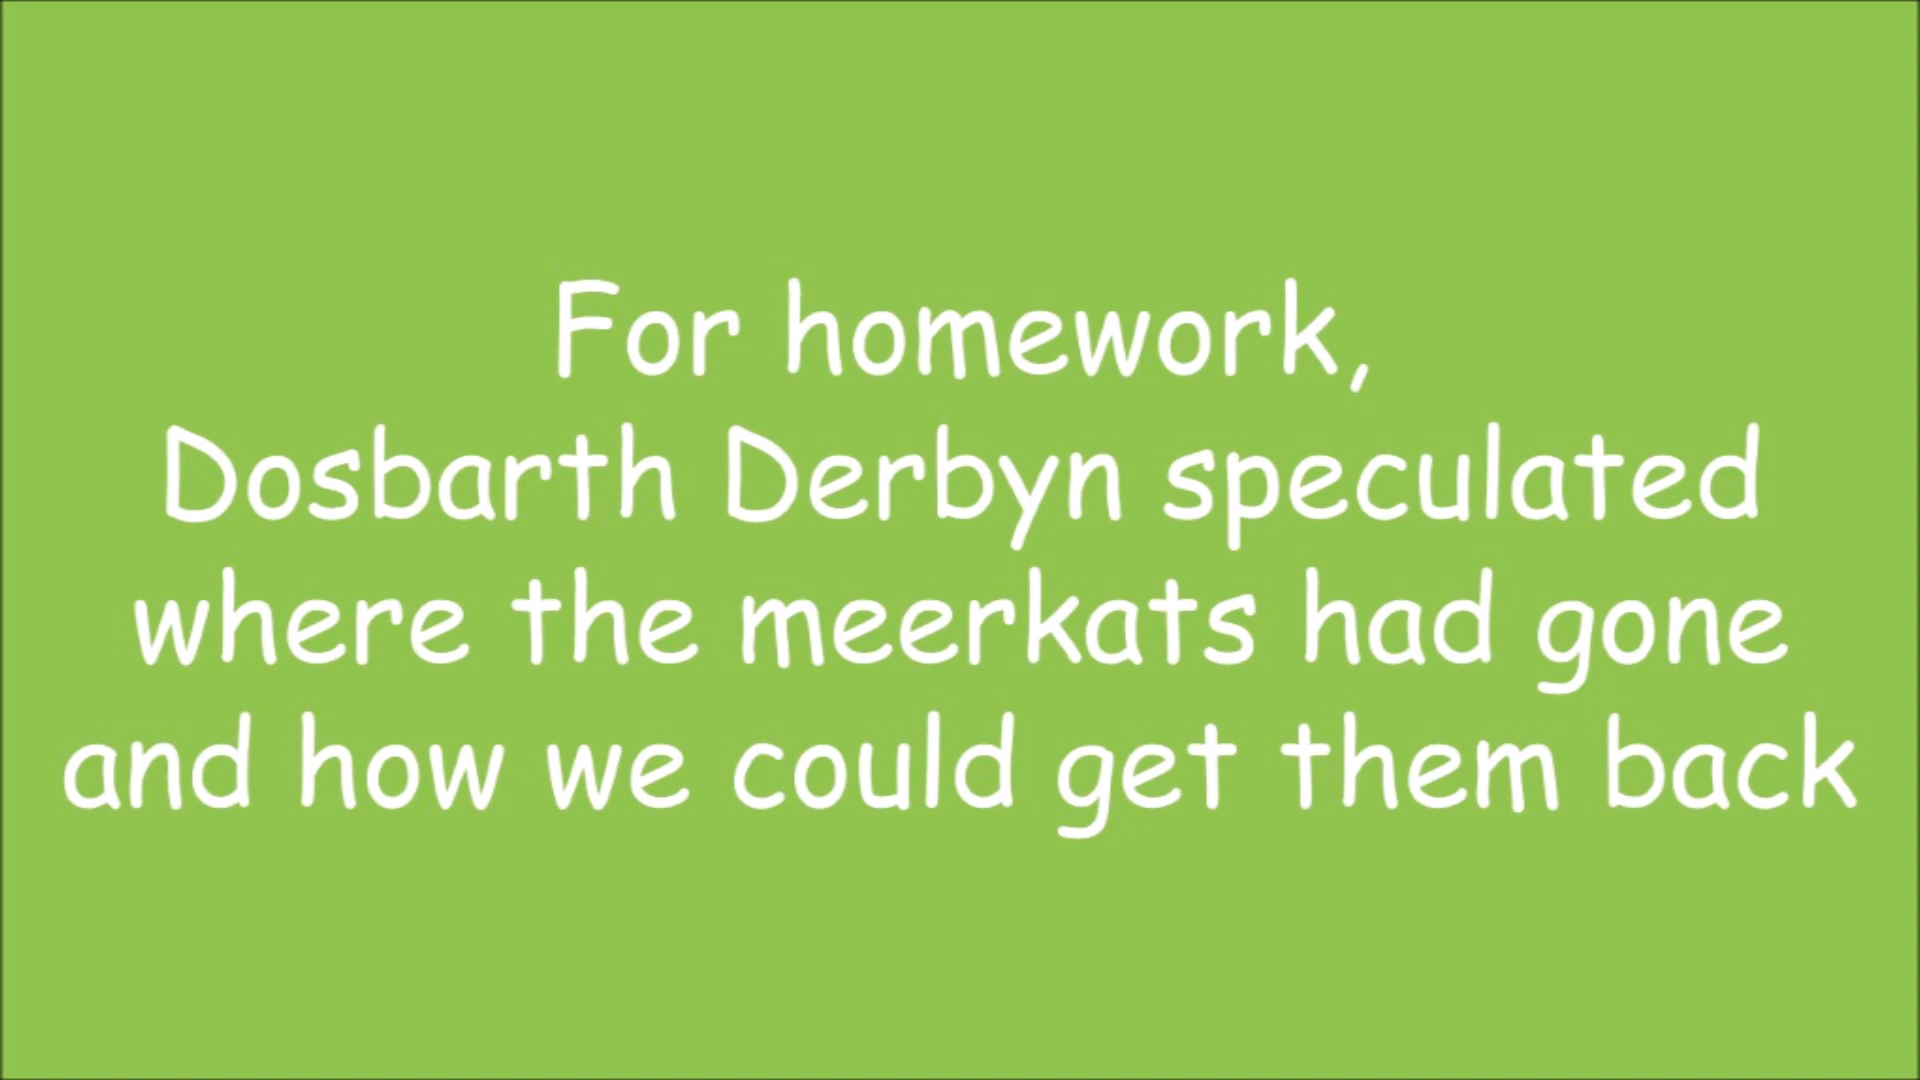 For homework,
Dosbarth Derbyn speculated
where the meerkats had gone
and how we could get them back